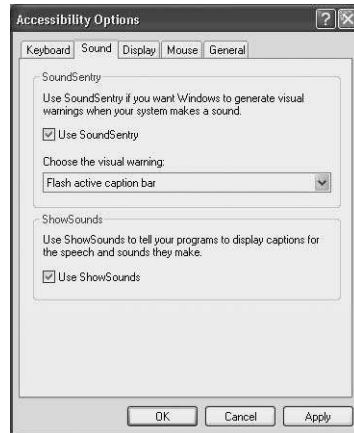 Accessibility Options
Keyboard Sound Display Mouse General
SoundSentry
Use SoundSentry if you want Windows to generate visual
warnings when your system makes a sound.
Use SoundSentry
Choose the visual warning:
Flash active caption bar
ShowSounds
Use ShowSounds to tell your programs to display captions for
the speech and sounds they make.
Use ShowSounds
OK Cancel Apply